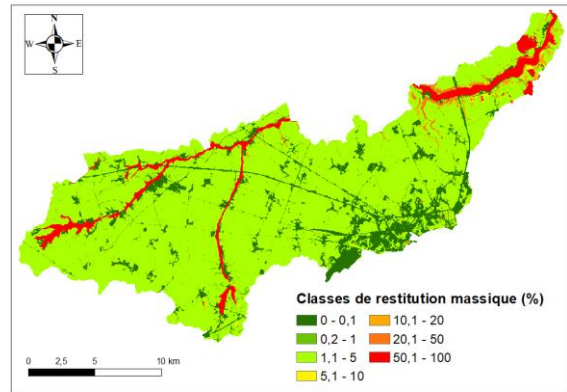 N
W E
S
Classes de restitution massique (%)
0 - 0,1 10,1 - 20
0,2 - 1 20,1 - 50
1,1 - 5 50,1 - 100
5,1 - 10
0 2,5 5 10 km